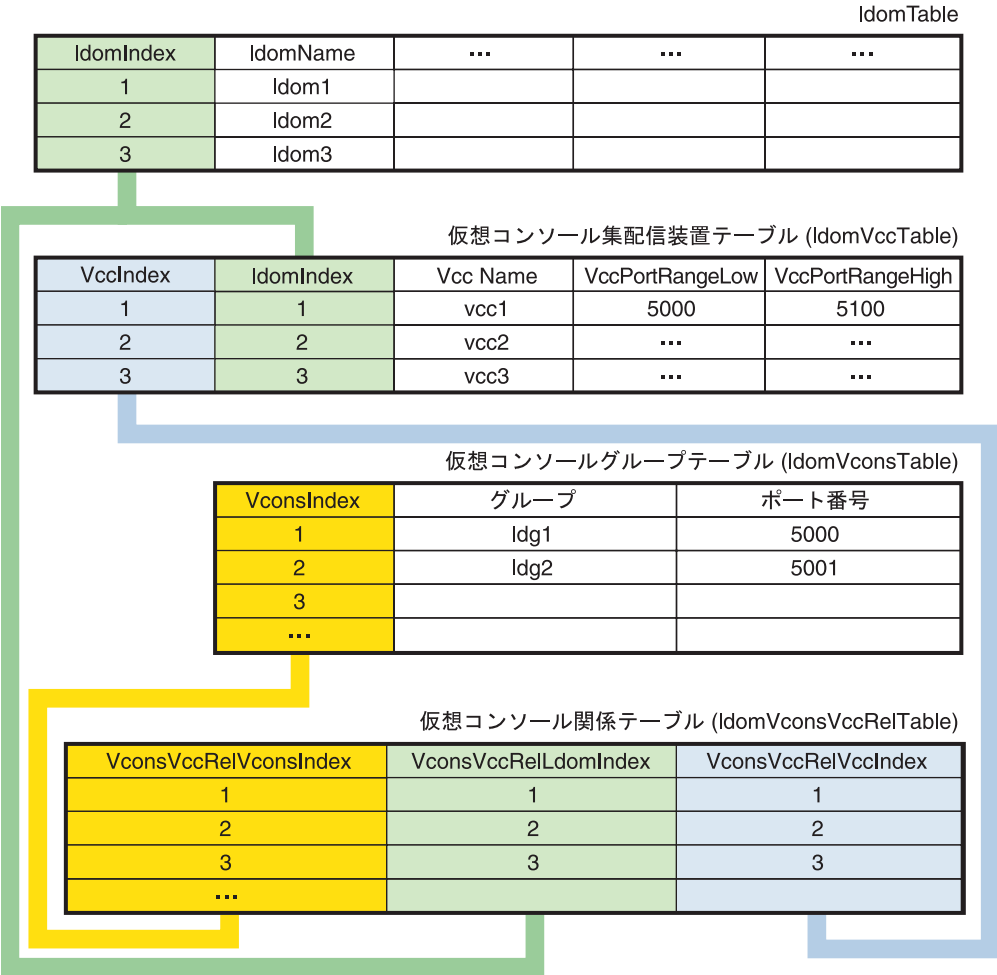 ldomTable
ldomIndex ldomName ... ... ...
1 ldom1
2 ldom2
3 ldom3
仮想コンソール集配信装置テーブル (ldomVccTable)
VccIndex ldomIndex Vcc Name VccPortRangeLow VccPortRangeHigh
1 1 vcc1 5000 5100
2 2 vcc2 ... ...
3 3 vcc3 ... ...
仮想コンソールグループテーブル (ldomVconsTable)
VconsIndex グループ ポート番号
1 ldg1 5000
2 ldg2 5001
3
...
仮想コンソール関係テーブル (ldomVconsVccRelTable)
VconsVccRelVconsIndex VconsVccRelLdomIndex VconsVccRelVccIndex
1 1 1
2 2 2
3 3 3
...